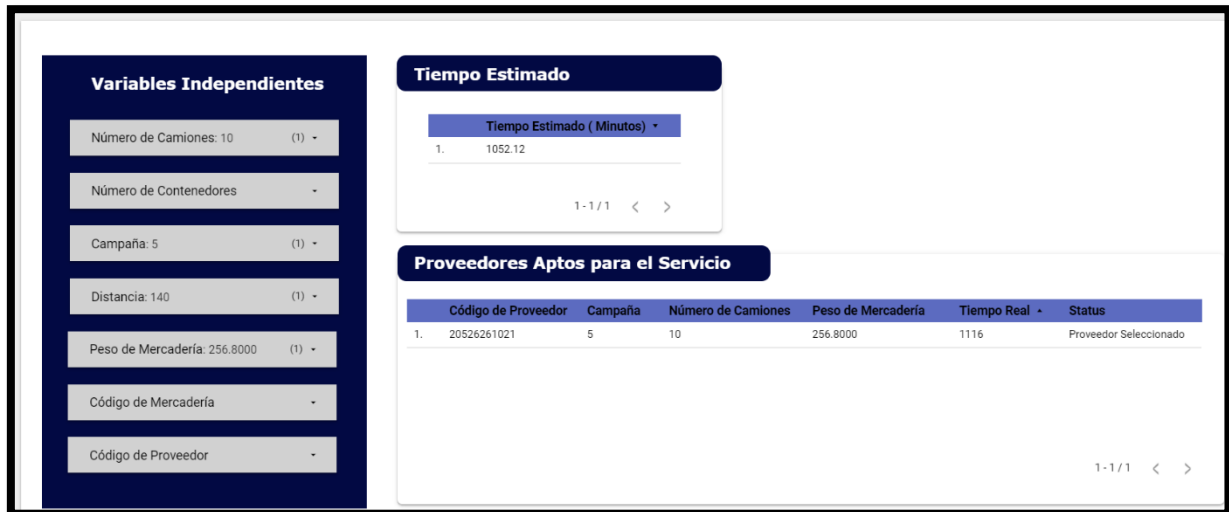 Variables Independientes
Número de Camiones: 10 (1)
Número de Contenedores
Campaña: 5 (1)
Distancia: 140 (1)
Peso de Mercadería: 256.8000 (1)
Código de Mercadería
Código de Proveedor
Tiempo Estimado
Tiempo Estimado ( Minutos)
1. 1052.12
1 - 1 / 1
Proveedores Aptos para el Servicio
Código de Proveedor Campaña Número de Camiones Peso de Mercadería Tiempo Real Status
1. 20526261021 5 10 256.8000 1116 Proveedor Seleccionado
1 - 1 / 1